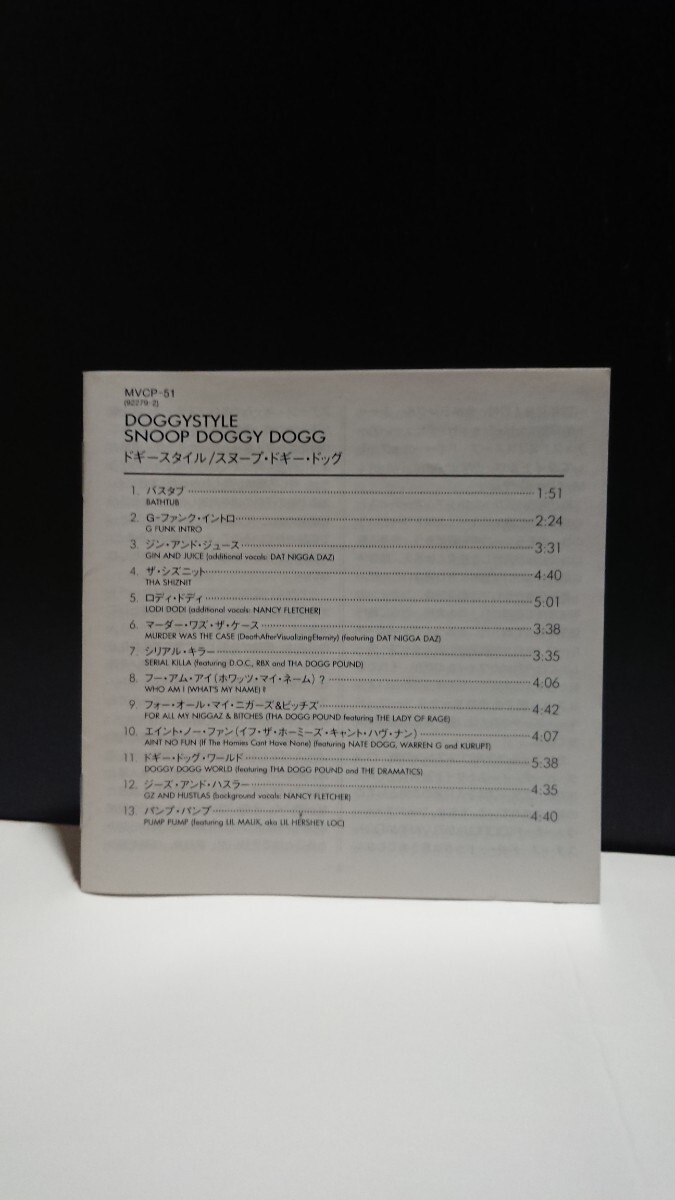 MVCP-51
(92279-2)
DOGGYSTYLE
SNOOP DOGGY DOGG
ドギースタイル/スヌープ・ドギー・ドッグ
1. バスタブ 1:51
BATHTUB
2. G-ファンク・イントロ 2:24
G FUNK INTRO
3. ジン・アンド・ジュース 3:31
GIN AND JUICE (additional vocals: DAT NIGGA DAZ)
4. ザ・シズニット 4:40
THA SHIZNIT
5. ロディ・ドディ 5:01
LODI DODI (additional vocals: NANCY FLETCHER)
6. マーダー・ワズ・ザ・ケース 3:38
MURDER WAS THE CASE (DeathAfterVisualizingEternity) (featuring DAT NIGGA DAZ)
7. シリアル・キラー 3:35
SERIAL KILLA (featuring D.O.C., RBX and THA DOGG POUND)
8. フー・アム・アイ(ホワッツ・マイ・ネーム)? 4:06
WHO AM I (WHAT'S MY NAME) ?
9. フォー・オール・マイ・ニガーズ&ビッチズ 4:42
FOR ALL MY NIGGAZ & BITCHES (THA DOGG POUND featuring THE LADY OF RAGE)
10. エイント・ノー・ファン(イフ・ザ・ホーミーズ・キャント・ハヴ・ナン) 4:07
AINT NO FUN (If The Homies Cant Have None) (featuring NATE DOGG, WARREN G and KURUPT)
11. ドギー・ドッグ・ワールド 5:38
DOGGY DOGG WORLD (featuring THA DOGG POUND and THE DRAMATICS)
12. ジーズ・アンド・ハスラー 4:35
GZ AND HUSTLAS (background vocals: NANCY FLETCHER)
13. パンプ・パンプ 4:40
PUMP PUMP (featuring LIL MALIK, aka LIL HERSHEY LOC)